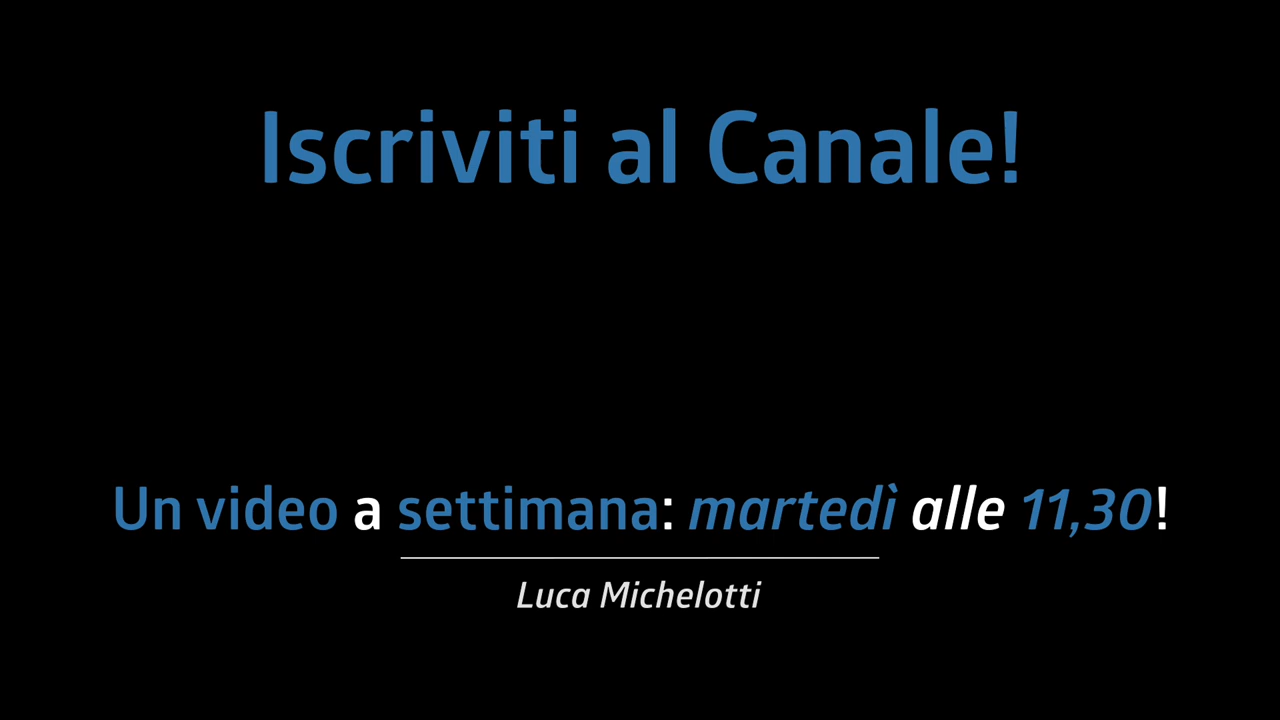 Iscriviti al Canale!
Un video a settimana: martedì alle 11,30!
Luca Michelotti